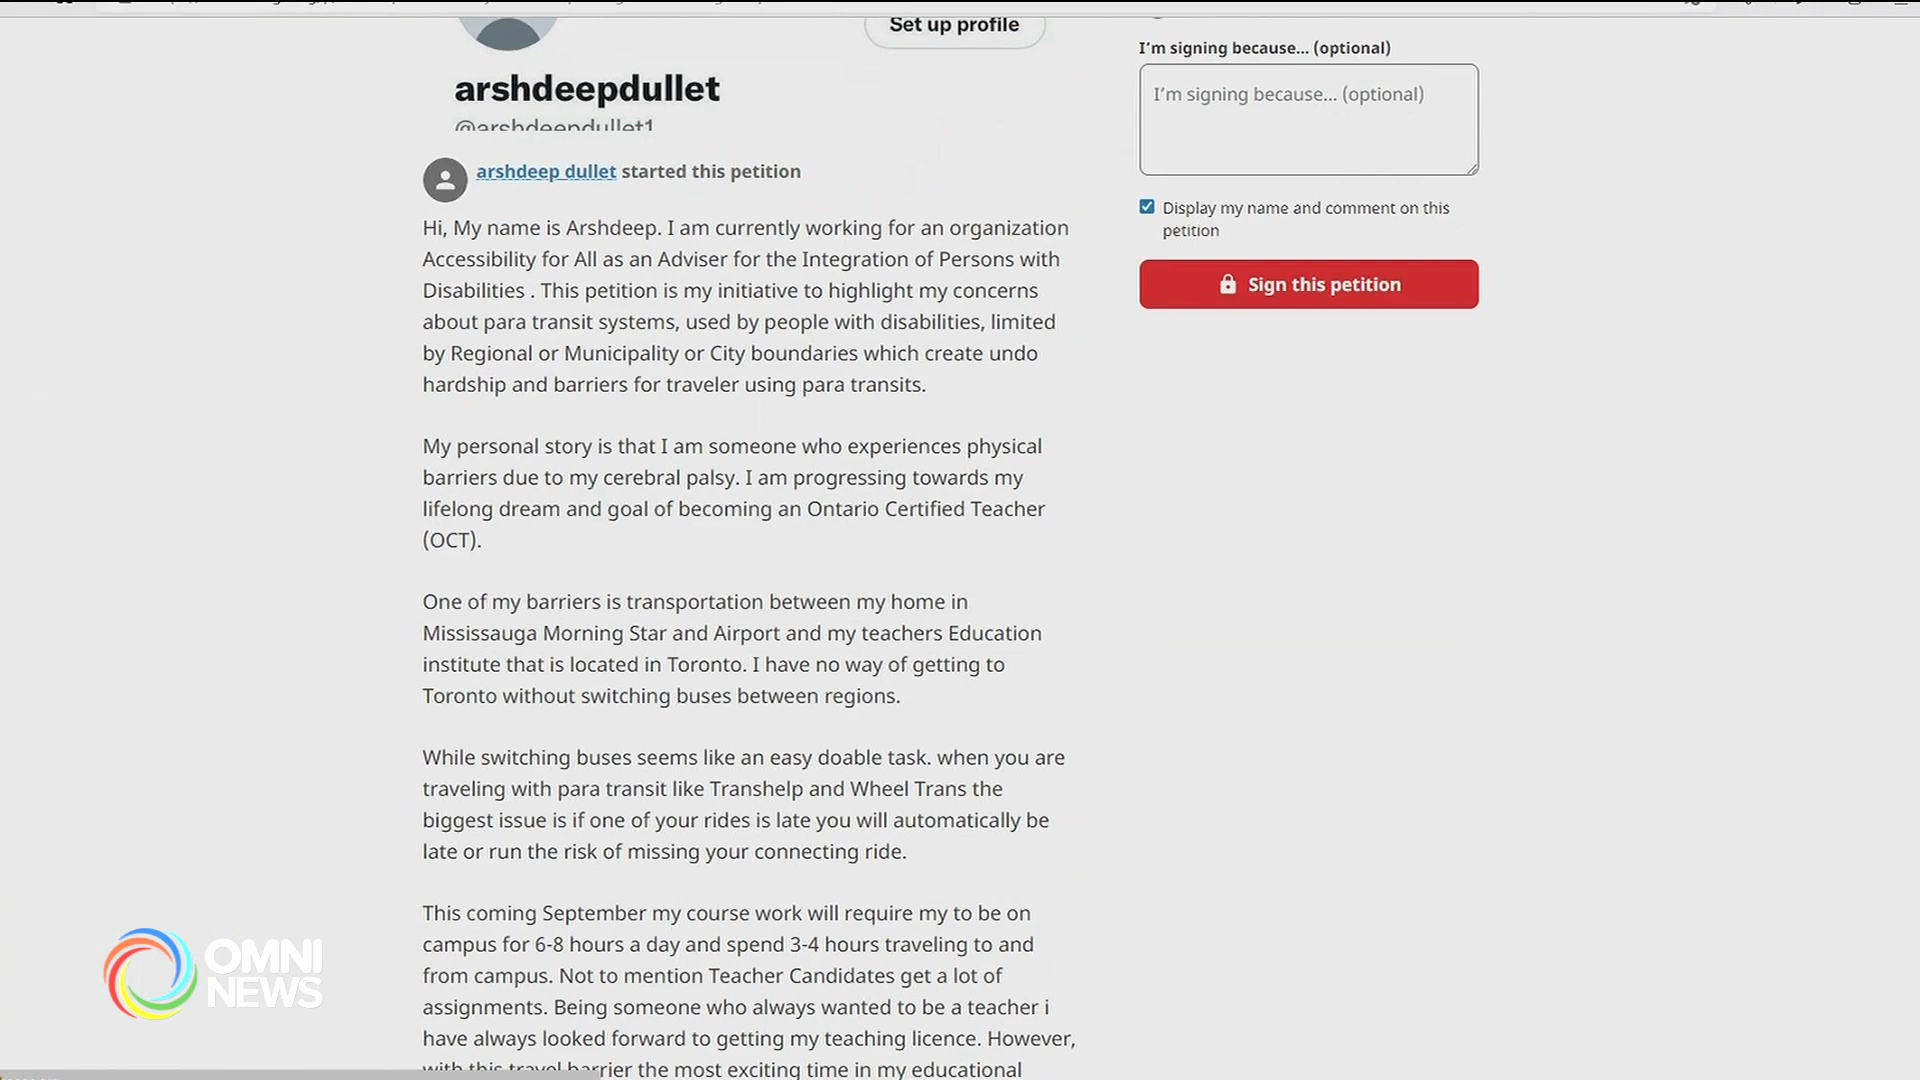 Set up profile
arshdeepdullet
@arshdeepdullet1
arshdeep dullet started this petition
Hi, My name is Arshdeep. I am currently working for an organization
Accessibility for All as an Adviser for the Integration of Persons with
Disabilities . This petition is my initiative to highlight my concerns
about para transit systems, used by people with disabilities, limited
by Regional or Municipality or City boundaries which create undo
hardship and barriers for traveler using para transits.
My personal story is that I am someone who experiences physical
barriers due to my cerebral palsy. I am progressing towards my
lifelong dream and goal of becoming an Ontario Certified Teacher
(OCT).
One of my barriers is transportation between my home in
Mississauga Morning Star and Airport and my teachers Education
institute that is located in Toronto. I have no way of getting to
Toronto without switching buses between regions.
While switching buses seems like an easy doable task. when you are
traveling with para transit like Transhelp and Wheel Trans the
biggest issue is if one of your rides is late you will automatically be
late or run the risk of missing your connecting ride.
This coming September my course work will require my to be on
campus for 6-8 hours a day and spend 3-4 hours traveling to and
from campus. Not to mention Teacher Candidates get a lot of
assignments. Being someone who always wanted to be a teacher i
have always looked forward to getting my teaching licence. However,
with this travel barrier the most exciting time in my educational
I'm signing because... (optional)
I'm signing because... (optional)
Display my name and comment on this
petition
Sign this petition
OMNI
NEWS